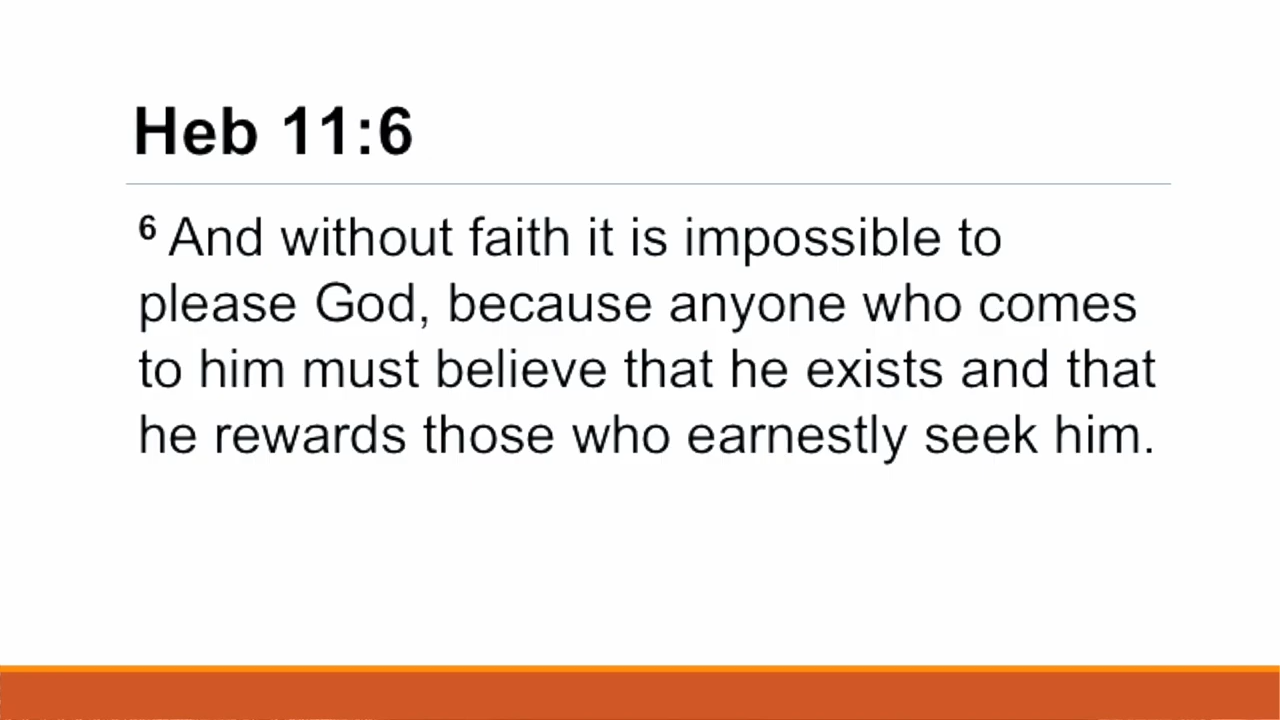 Heb 11:6
6 And without faith it is impossible to
please God, because anyone who comes
to him must believe that he exists and that
he rewards those who earnestly seek him.